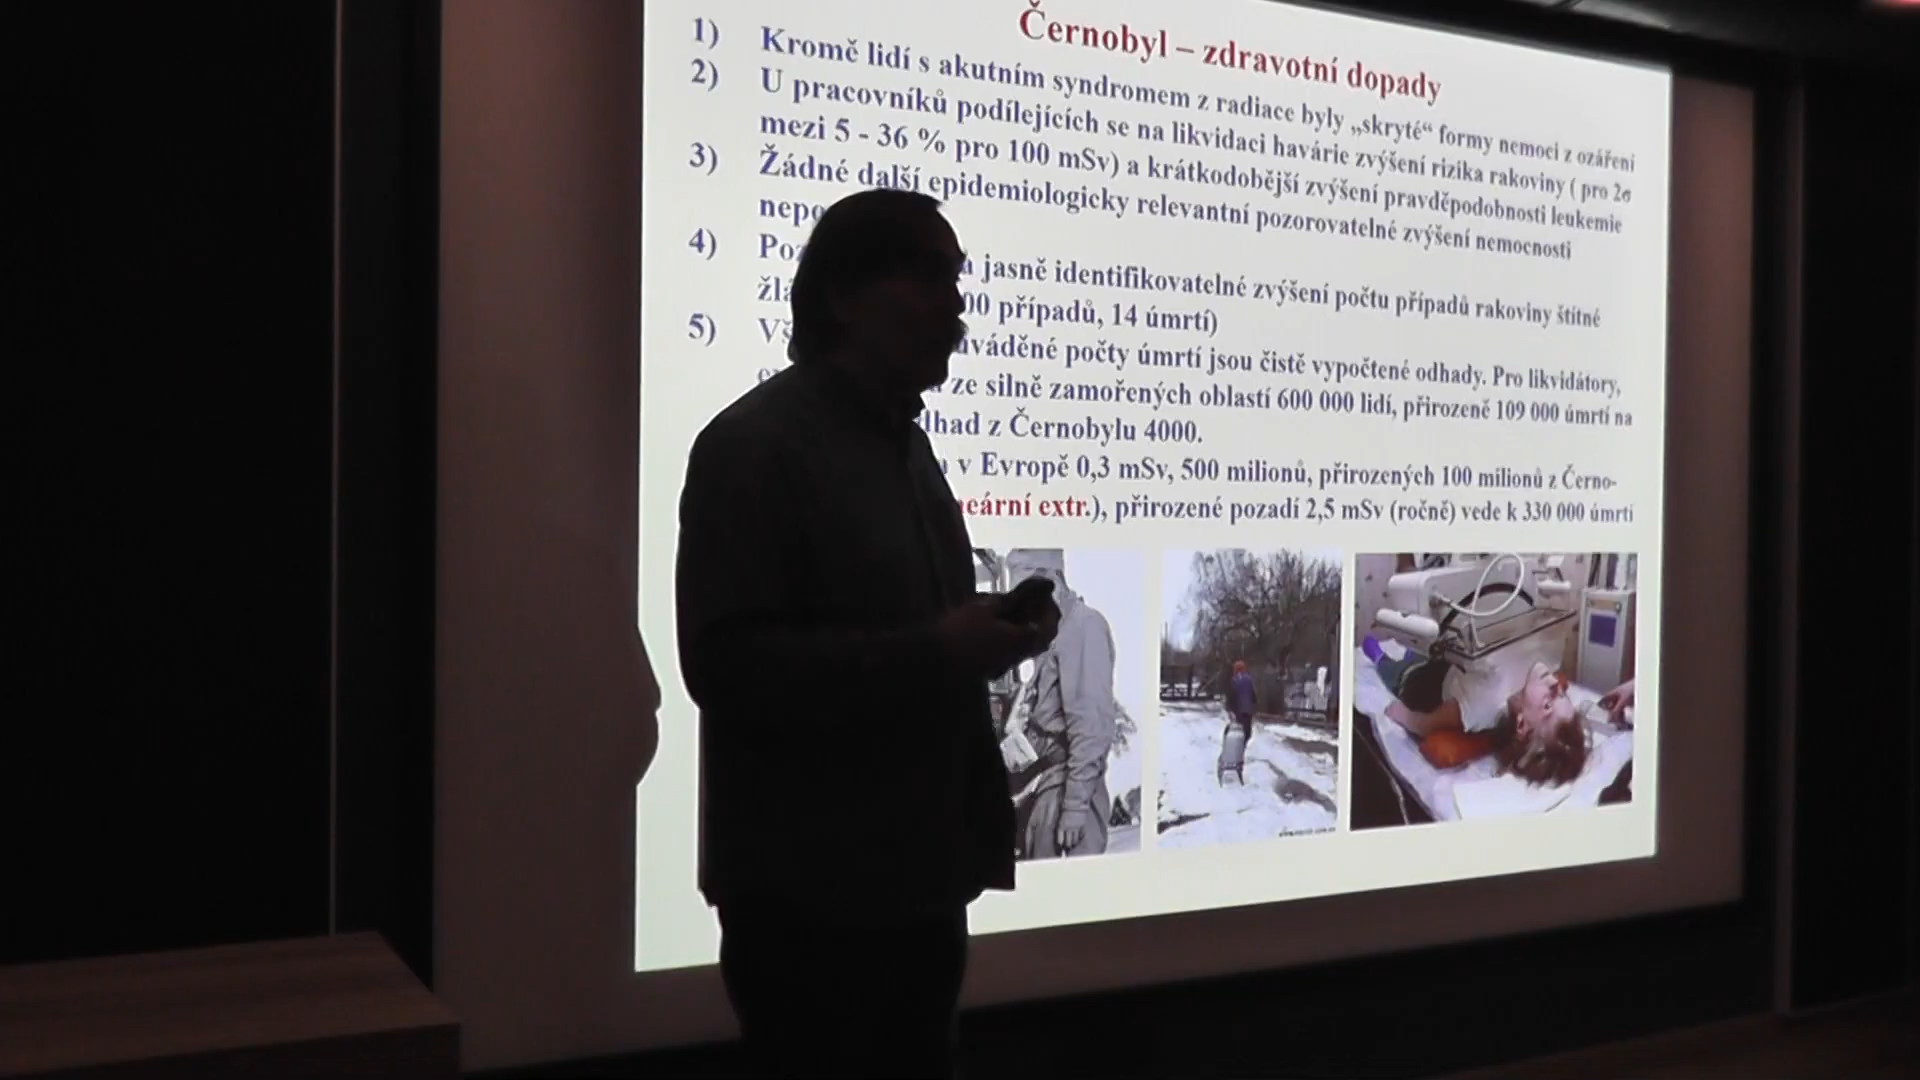 Černobyl – zdravotní dopady
1) Kromě lidí s akutním syndromem z radiace byly „skryté“ formy nemoci z ozáření
2) U pracovníků podílejících se na likvidaci havárie zvýšení rizika rakoviny ( pro 2σ
mezi 5 - 36 % pro 100 mSv) a krátkodobější zvýšení pravděpodobnosti leukemie
3) Žádné další epidemiologicky relevantní pozorovatelné zvýšení nemocnosti
4) jasně identifikovatelné zvýšení počtu případů rakoviny štítné
případů, 14 úmrtí)
5) uváděné počty úmrtí jsou čistě vypočtené odhady. Pro likvidátory,
ze silně zamořených oblastí 600 000 lidí, přirozeně 109 000 úmrtí na
z Černobylu 4000.
v Evropě 0,3 mSv, 500 milionů, přirozených 100 milionů z Černo-
extr.), přirozené pozadí 2,5 mSv (ročně) vede k 330 000 úmrtí